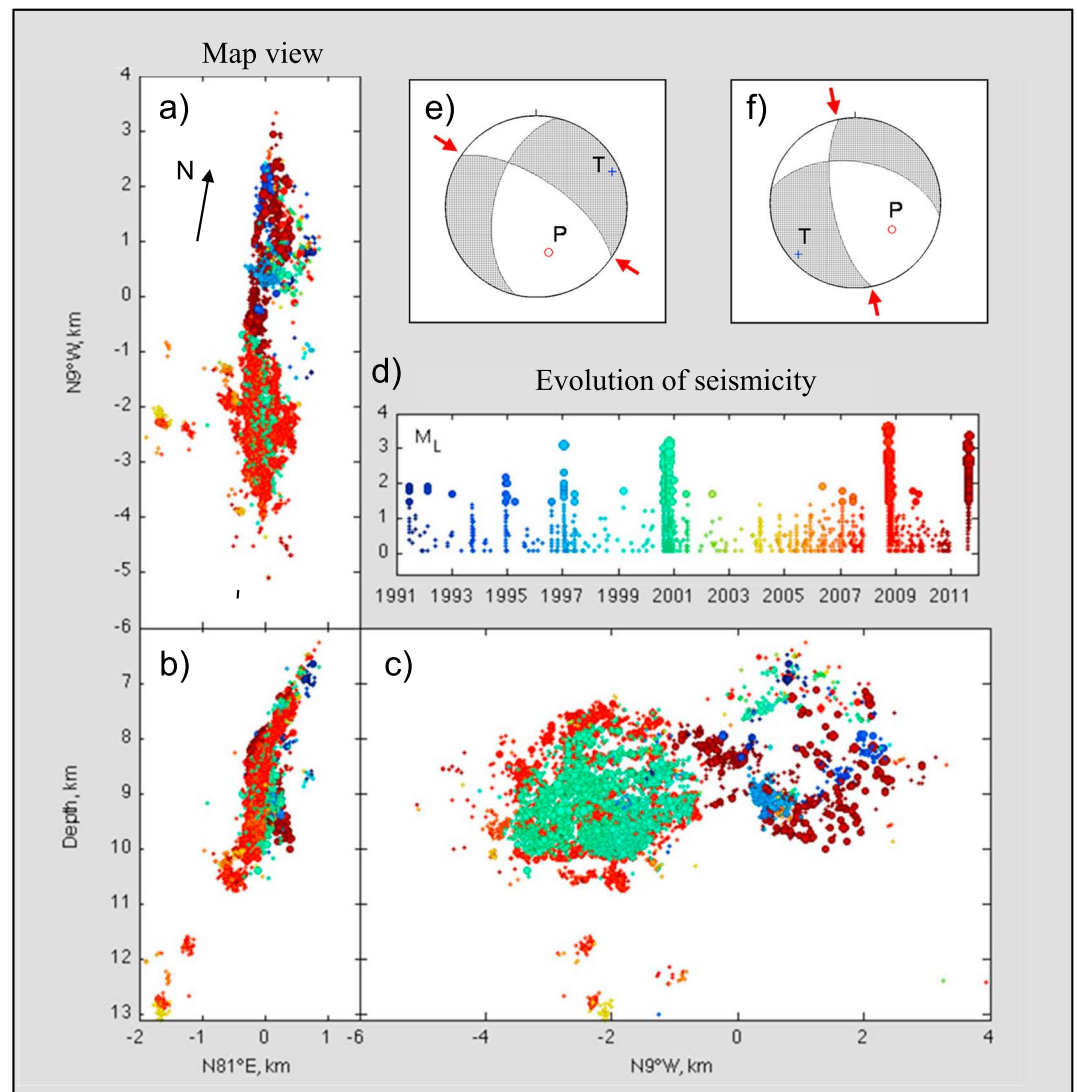 Map view
a)
N
4
3
2
1
0
-1
-2
-3
-4
-5
-6
N9°W, km
e)
T
P
f)
P
T
d)
Evolution of seismicity
M_L
4
3
2
1
0
1991 1993 1995 1997 1999 2001 2003 2005 2007 2009 2011
b)
7
8
9
10
11
12
13
Depth, km
-2 -1 0 1 -6
N81°E, km
c)
-4 -2 0 2 4
N9°W, km